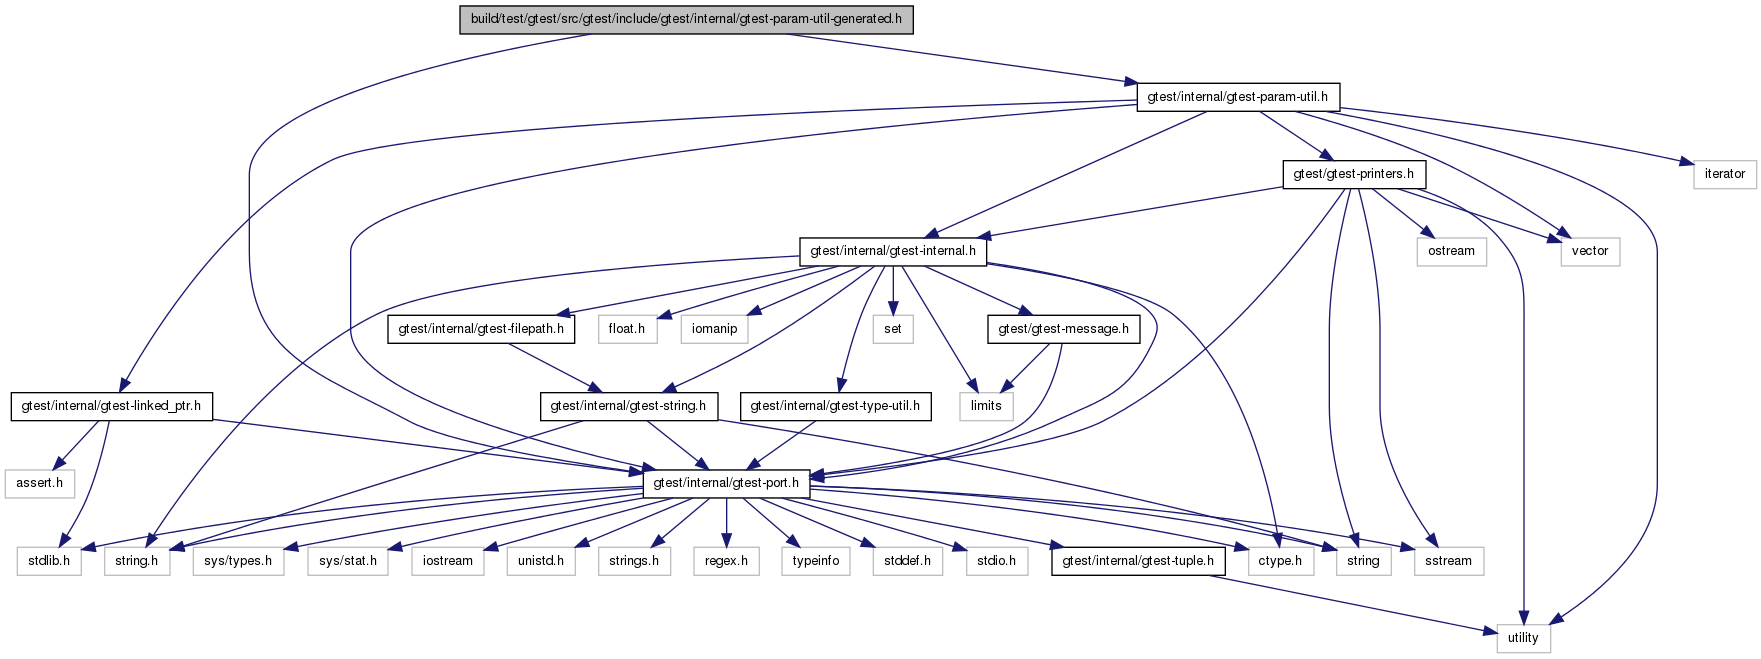 build/test/gtest/src/gtest/include/gtest/internal/gtest-param-util-generated.h
gtest/internal/gtest-param-util.h
gtest/gtest-printers.h
iterator
gtest/internal/gtest-internal.h
ostream
vector
gtest/internal/gtest-filepath.h
float.h
iomanip
set
gtest/gtest-message.h
gtest/internal/gtest-linked_ptr.h
gtest/internal/gtest-string.h
gtest/internal/gtest-type-util.h
limits
assert.h
gtest/internal/gtest-port.h
stdlib.h
string.h
sys/types.h
sys/stat.h
iostream
unistd.h
strings.h
regex.h
typeinfo
stddef.h
stdio.h
gtest/internal/gtest-tuple.h
ctype.h
string
sstream
utility